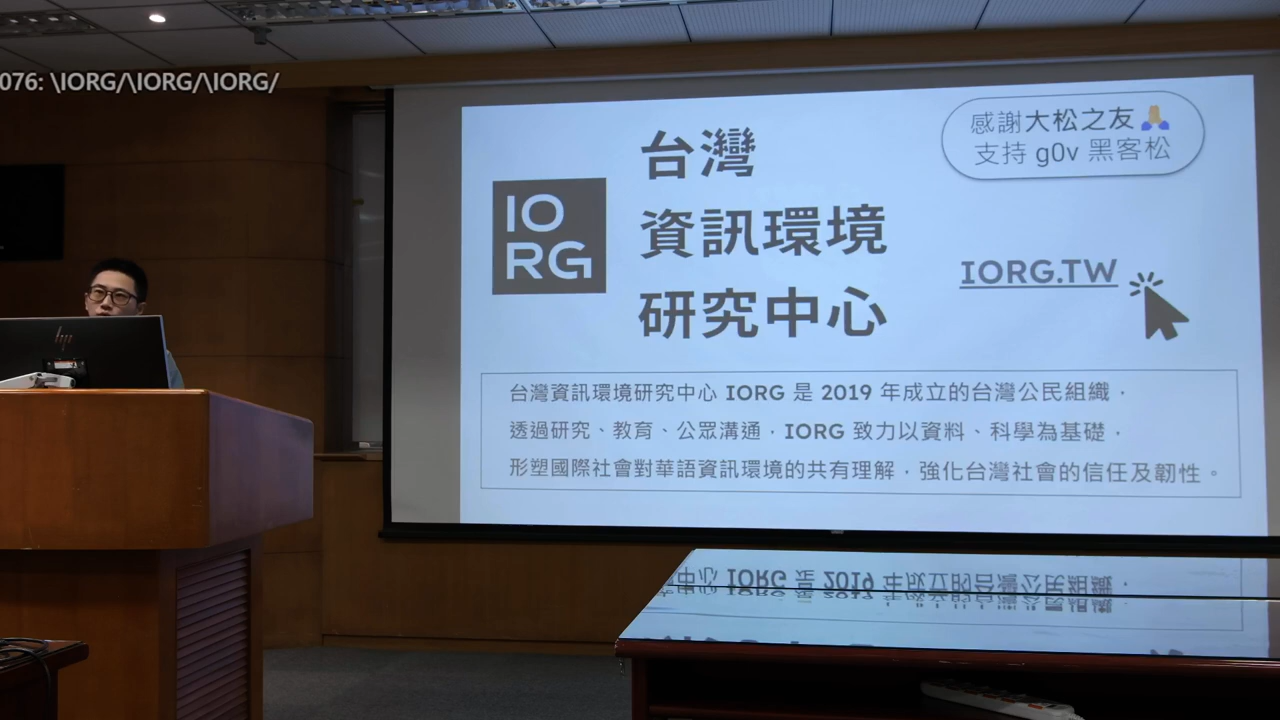 076: \IORG/\IORG/\IORG/
感謝大松之友🙏
支持 g0v 黑客松
IO
RG
台灣
資訊環境
研究中心
IORG.TW
台灣資訊環境研究中心 IORG 是 2019 年成立的台灣公民組織，
透過研究、教育、公眾溝通，IORG 致力以資料、科學為基礎，
形塑國際社會對華語資訊環境的共有理解，強化台灣社會的信任及韌性。
hp